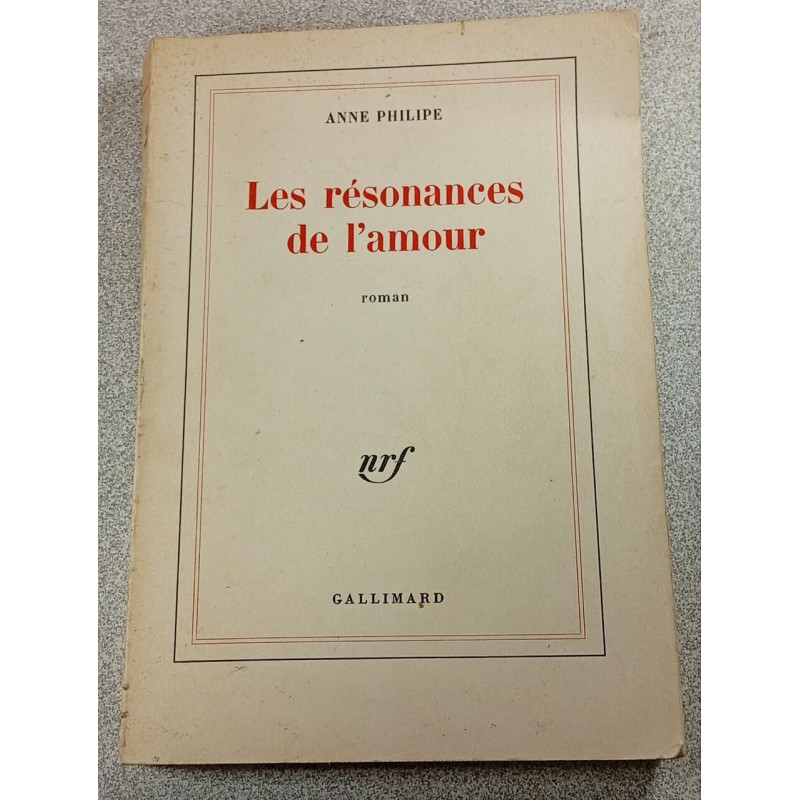 ANNE PHILIPE
Les résonances
de l'amour
roman
nrf
GALLIMARD